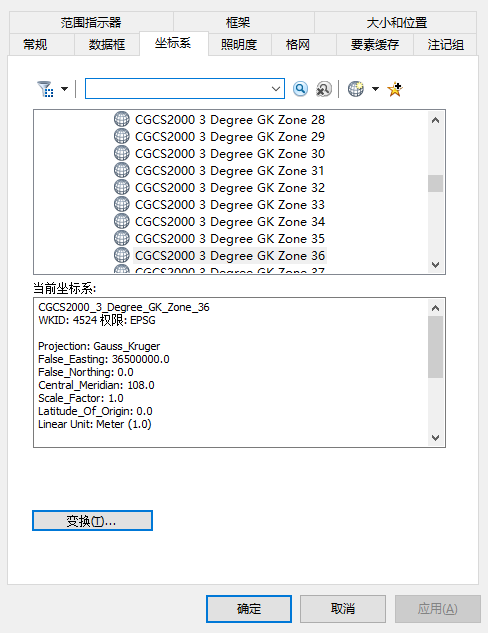 范围指示器 框架 大小和位置
常规 数据框 坐标系 照明度 格网 要素缓存 注记组
CGCS2000 3 Degree GK Zone 28
CGCS2000 3 Degree GK Zone 29
CGCS2000 3 Degree GK Zone 30
CGCS2000 3 Degree GK Zone 31
CGCS2000 3 Degree GK Zone 32
CGCS2000 3 Degree GK Zone 33
CGCS2000 3 Degree GK Zone 34
CGCS2000 3 Degree GK Zone 35
CGCS2000 3 Degree GK Zone 36
CGCS2000 3 Degree GK Zone 37
当前坐标系:
CGCS2000_3_Degree_GK_Zone_36
WKID: 4524 权限: EPSG
Projection: Gauss_Kruger
False_Easting: 36500000.0
False_Northing: 0.0
Central_Meridian: 108.0
Scale_Factor: 1.0
Latitude_Of_Origin: 0.0
Linear Unit: Meter (1.0)
变换(T)...
确定 取消 应用(A)